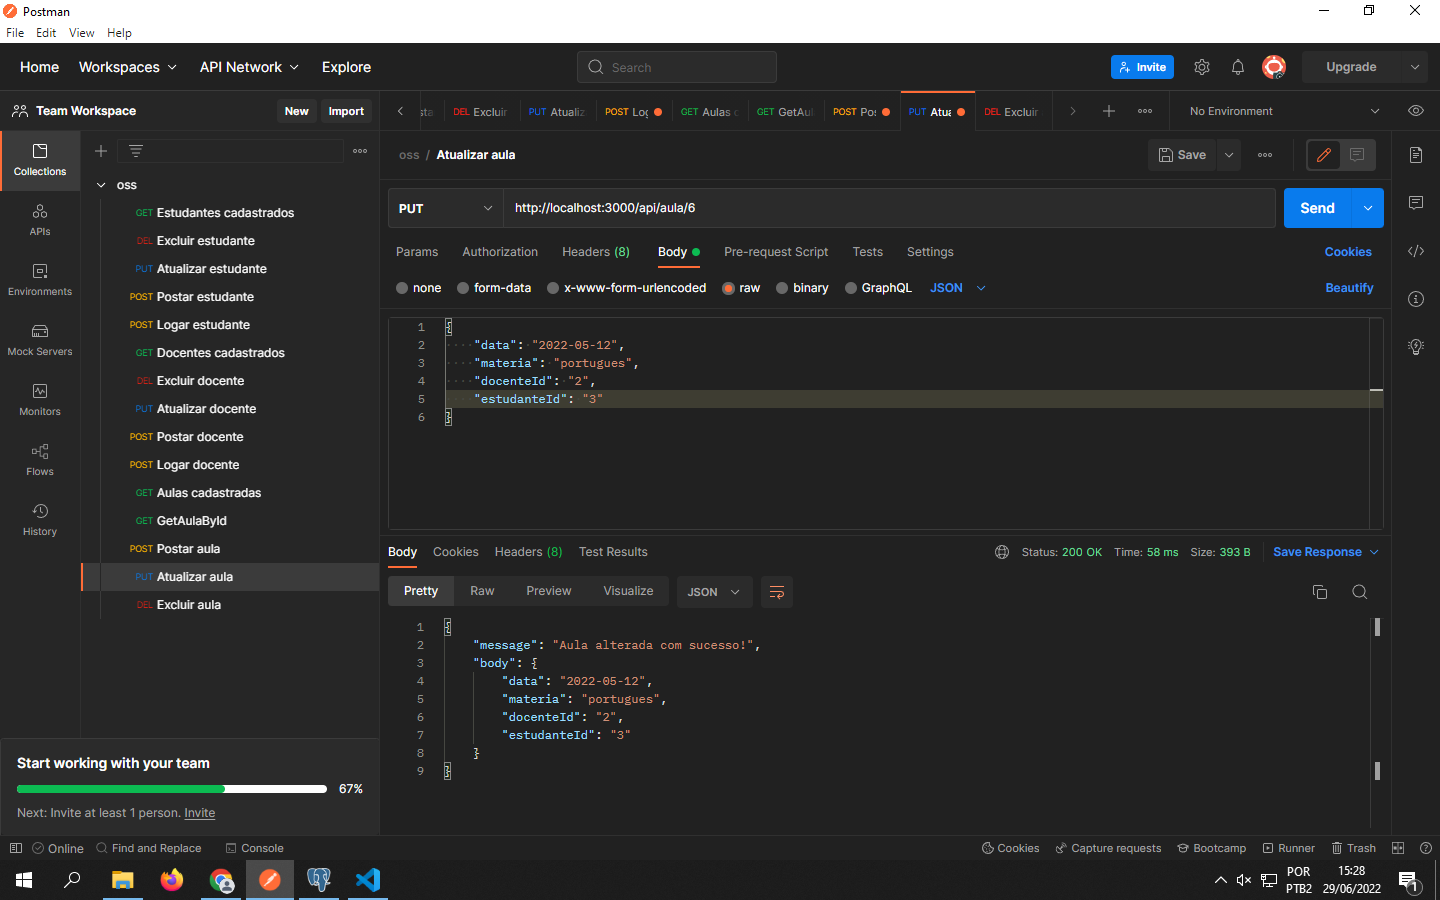 Postman
File Edit View Help
Home Workspaces API Network Explore Search Invite Upgrade
Team Workspace New Import
DEL Excluir PUT Atualiz POST Log GET Aulas GET GetAul POST Pos PUT Atua DEL Excluir No Environment
oss / Atualizar aula Save
Collections
APIs
Environments
Mock Servers
Monitors
Flows
History
oss
GET Estudantes cadastrados
DEL Excluir estudante
PUT Atualizar estudante
POST Postar estudante
POST Logar estudante
GET Docentes cadastrados
DEL Excluir docente
PUT Atualizar docente
POST Postar docente
POST Logar docente
GET Aulas cadastradas
GET GetAulaById
POST Postar aula
PUT Atualizar aula
DEL Excluir aula
Start working with your team
67%
Next: Invite at least 1 person. Invite
PUT http://localhost:3000/api/aula/6 Send
Params Authorization Headers (8) Body Pre-request Script Tests Settings Cookies
none form-data x-www-form-urlencoded raw binary GraphQL JSON Beautify
1 {
2 "data": "2022-05-12",
3 "materia": "portugues",
4 "docenteId": "2",
5 "estudanteId": "3"
6 }
Body Cookies Headers (8) Test Results Status: 200 OK Time: 58 ms Size: 393 B Save Response
Pretty Raw Preview Visualize JSON
1 {
2 "message": "Aula alterada com sucesso!",
3 "body": {
4 "data": "2022-05-12",
5 "materia": "portugues",
6 "docenteId": "2",
7 "estudanteId": "3"
8 }
9 }
Online Find and Replace Console Cookies Capture requests Bootcamp Runner Trash
POR 15:28
PTB2 29/06/2022 1